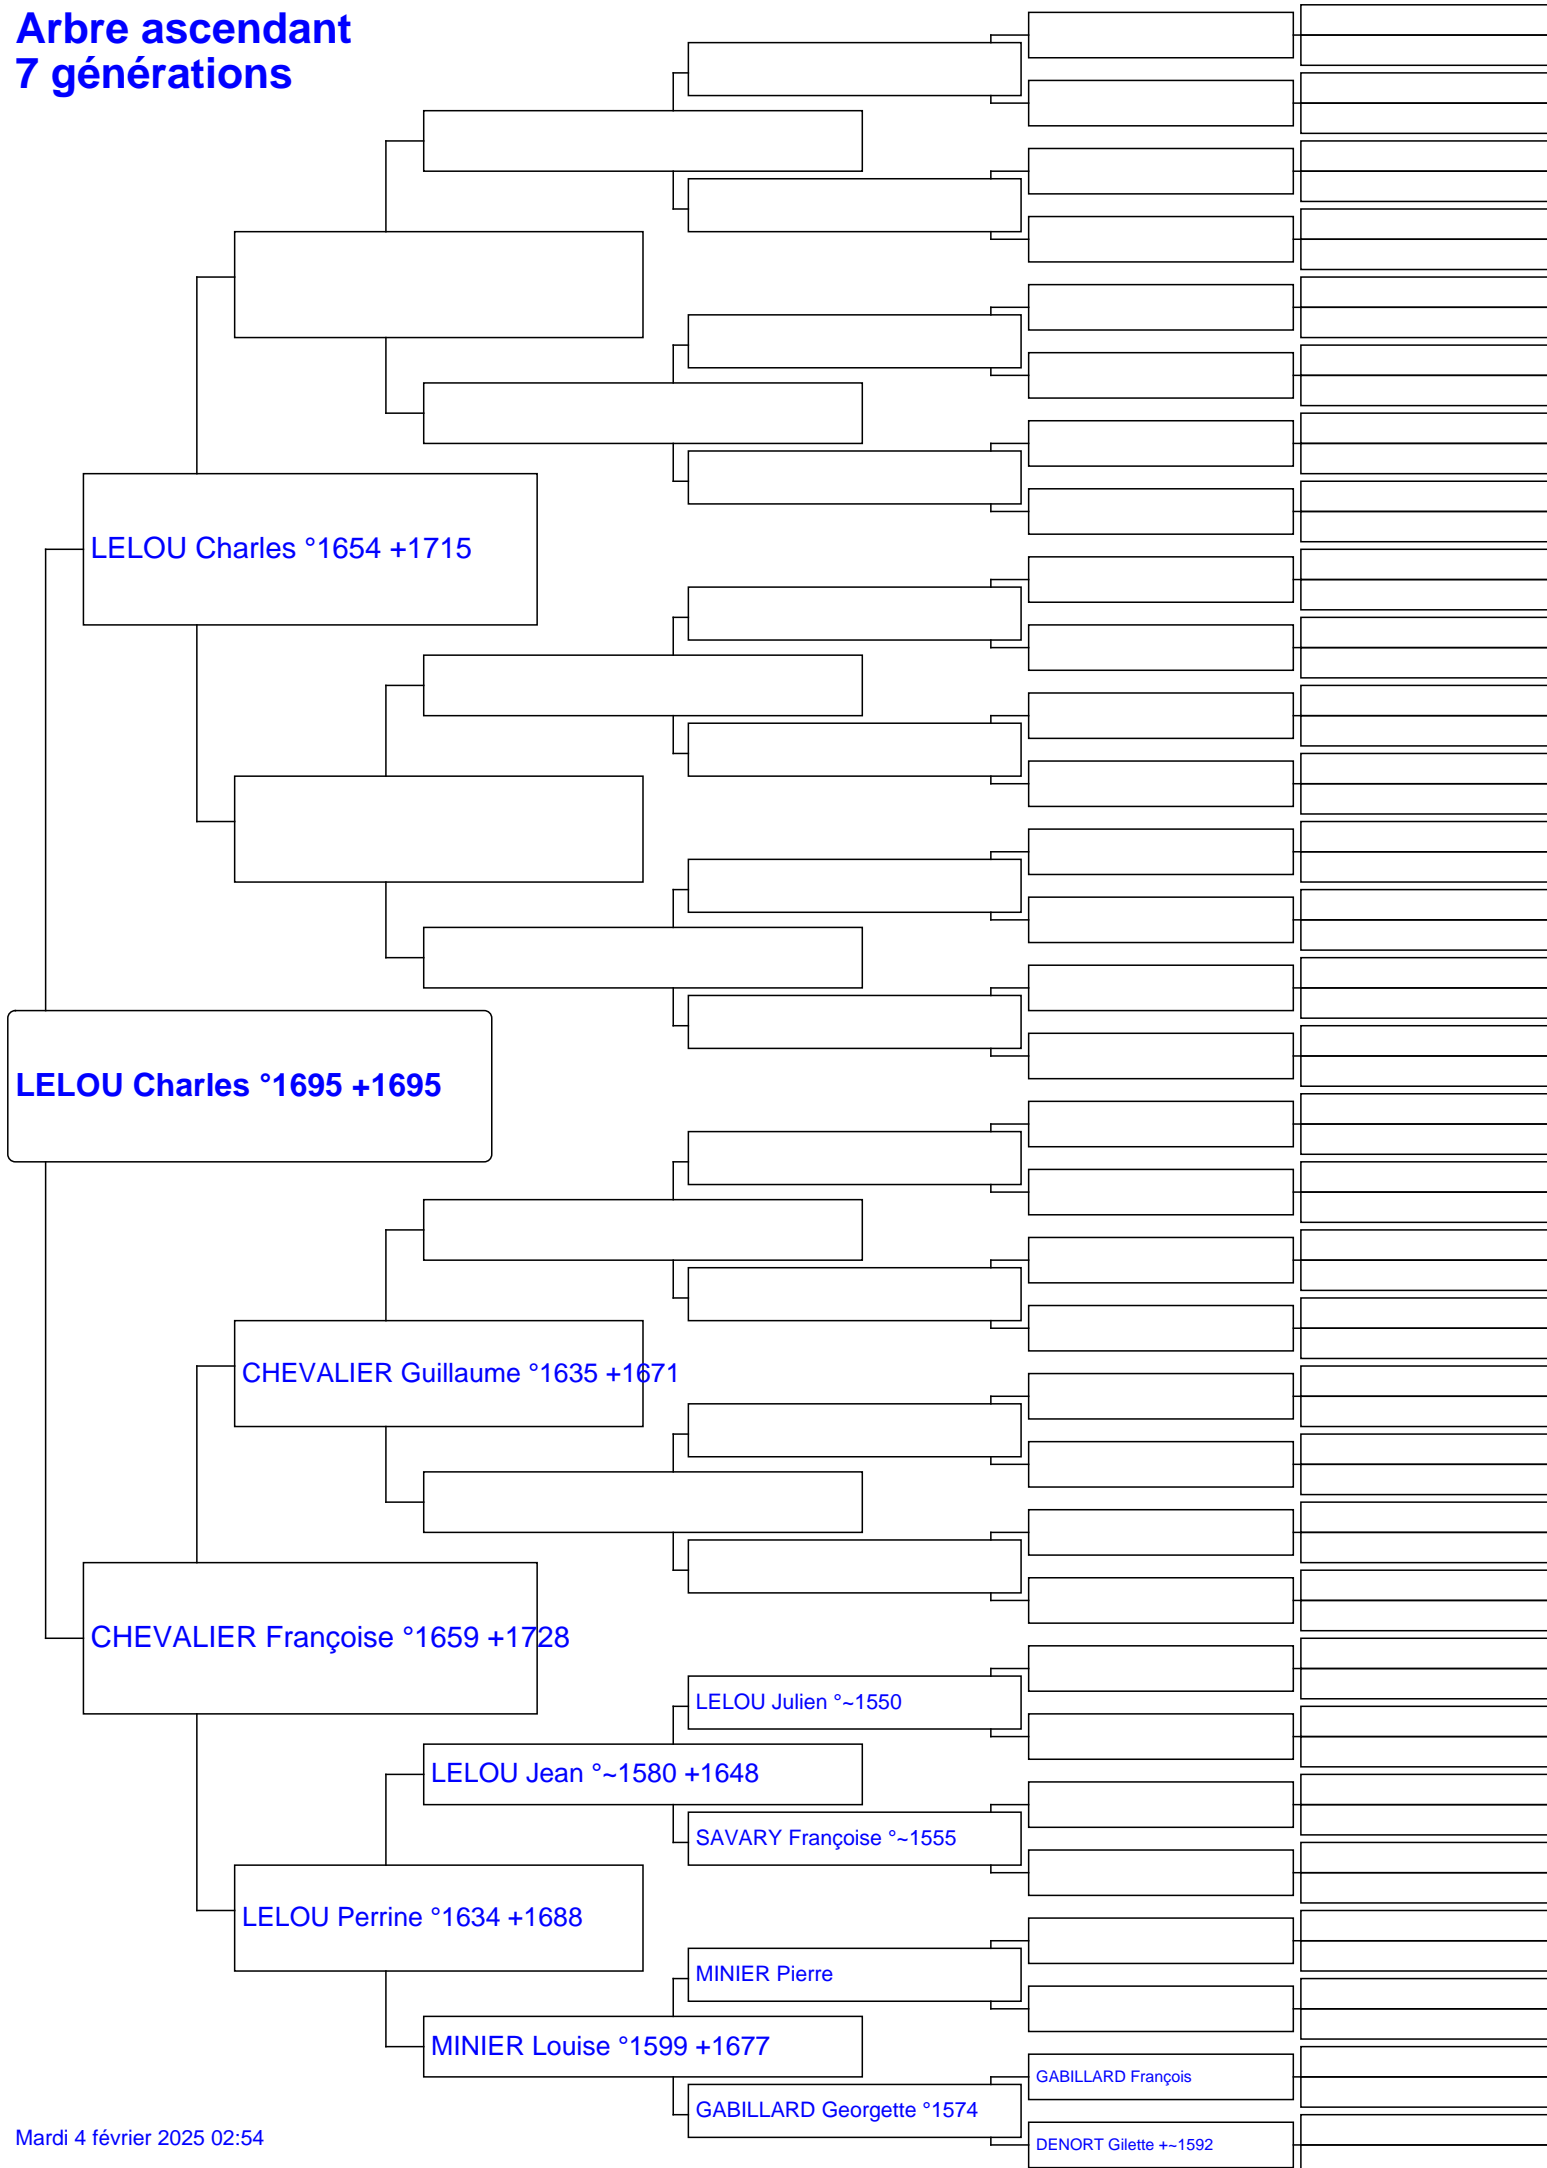 Arbre ascendant
7 générations
LELOU Charles °1654 +1715
LELOU Charles °1695 +1695
CHEVALIER Guillaume °1635 +1671
CHEVALIER Françoise °1659 +1728
LELOU Julien °~1550
LELOU Jean °~1580 +1648
SAVARY Françoise °~1555
LELOU Perrine °1634 +1688
MINIER Pierre
MINIER Louise °1599 +1677
GABILLARD François
GABILLARD Georgette °1574
DENORT Gilette +~1592
Mardi 4 février 2025 02:54